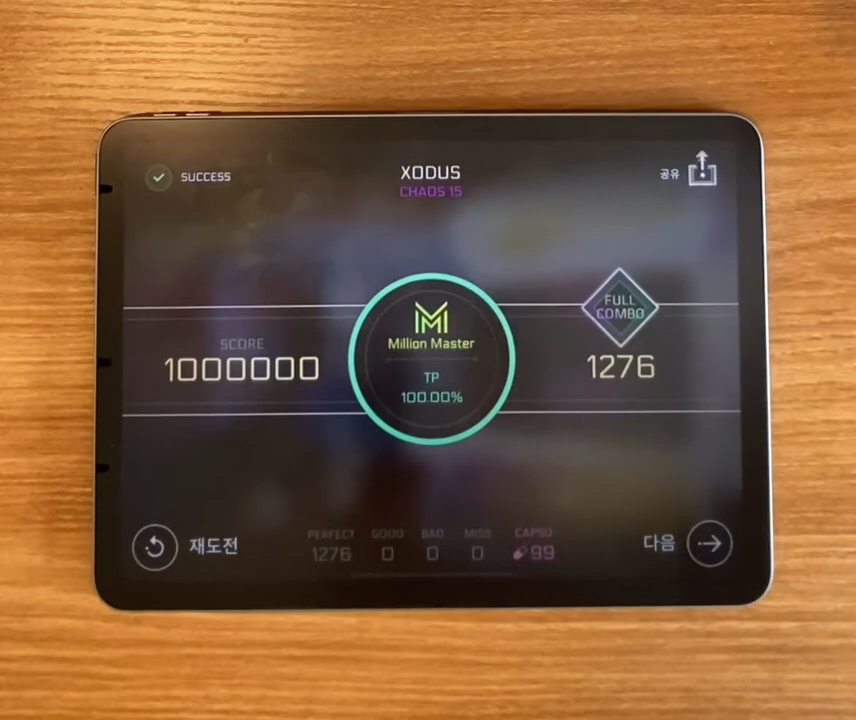 SUCCESS
XODUS
CHAOS 15
공유
SCORE
1000000
Million Master
TP
100.00%
FULL
COMBO
1276
재도전
PERFECT GOOD BAD MISS CAPSO
1276 0 0 0 99
다음